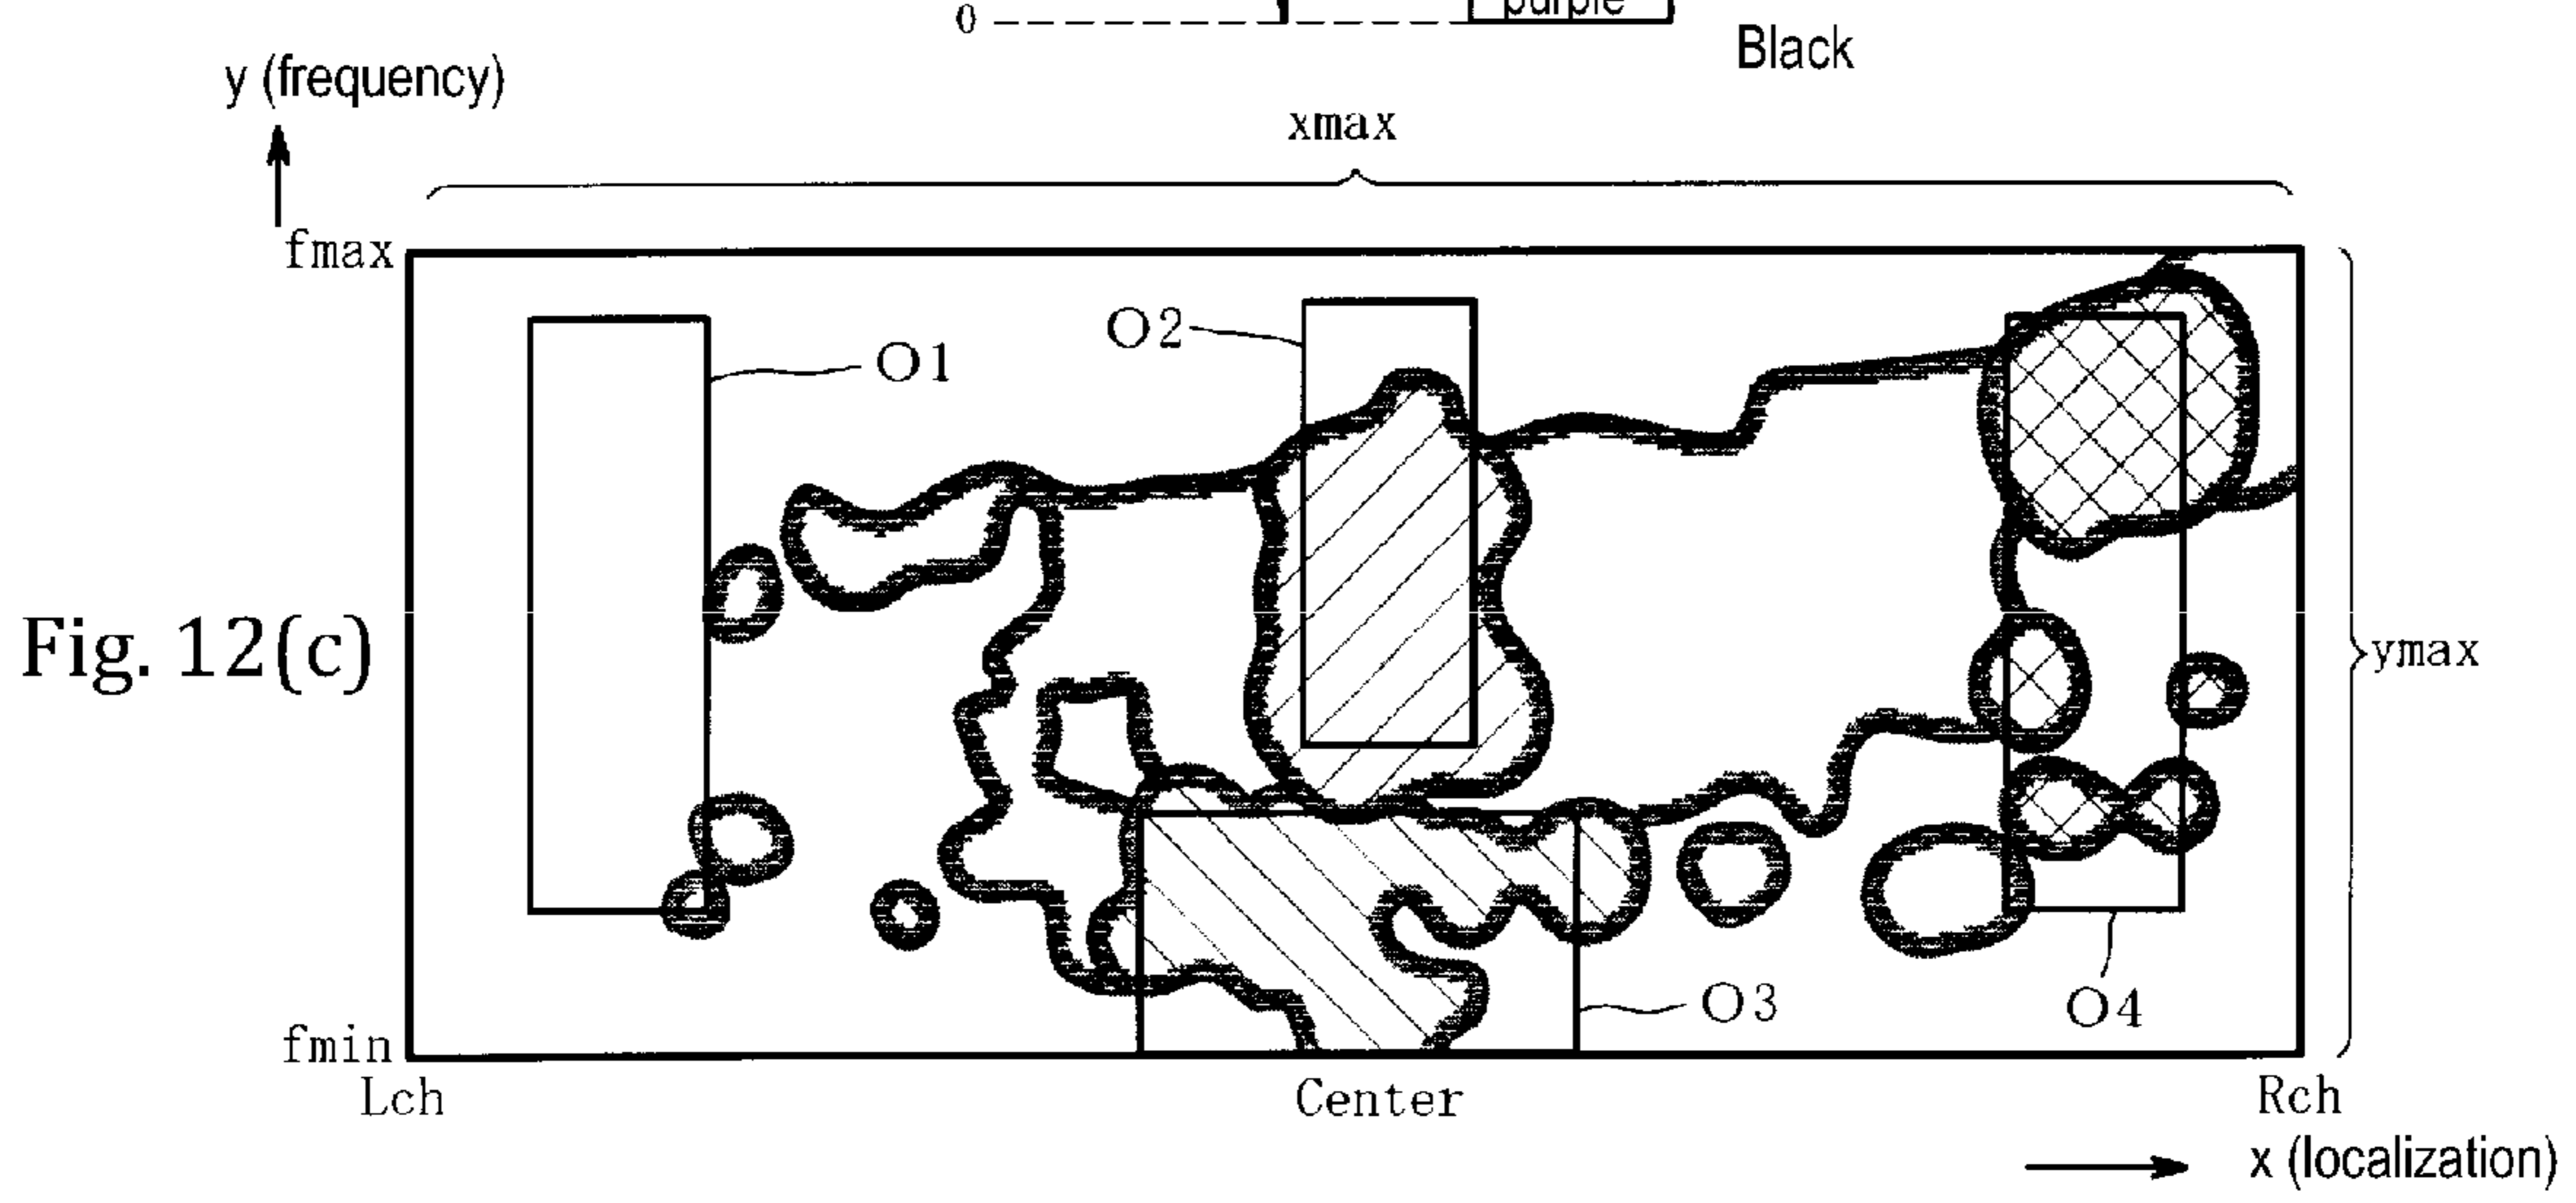 0
purple
Black
y (frequency)
xmax
fmax
O2
O1
Fig. 12(c)
ymax
O3
O4
fmin
Lch
Center
Rch
x (localization)